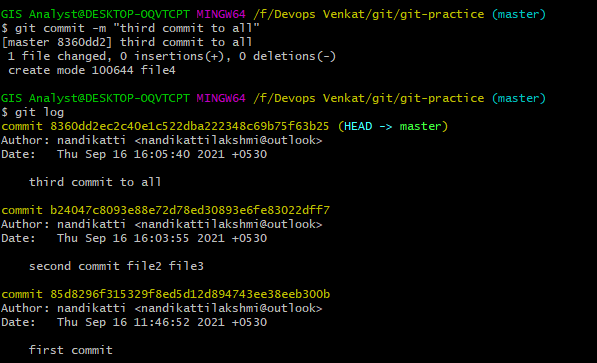 GIS Analyst@DESKTOP-OQVTCPT MINGW64 /f/Devops Venkat/git/git-practice (master)
$ git commit -m "third commit to all"
[master 8360dd2] third commit to all
 1 file changed, 0 insertions(+), 0 deletions(-)
 create mode 100644 file4
GIS Analyst@DESKTOP-OQVTCPT MINGW64 /f/Devops Venkat/git/git-practice (master)
$ git log
commit 8360dd2ec2c40e1c522dba222348c69b75f63b25 (HEAD -> master)
Author: nandikatti <nandikattilakshmi@outlook>
Date:   Thu Sep 16 16:05:40 2021 +0530
    third commit to all
commit b24047c8093e88e72d78ed30893e6fe83022dff7
Author: nandikatti <nandikattilakshmi@outlook>
Date:   Thu Sep 16 16:03:55 2021 +0530
    second commit file2 file3
commit 85d8296f315329f8ed5d12d894743ee38eeb300b
Author: nandikatti <nandikattilakshmi@outlook>
Date:   Thu Sep 16 11:46:52 2021 +0530
    first commit